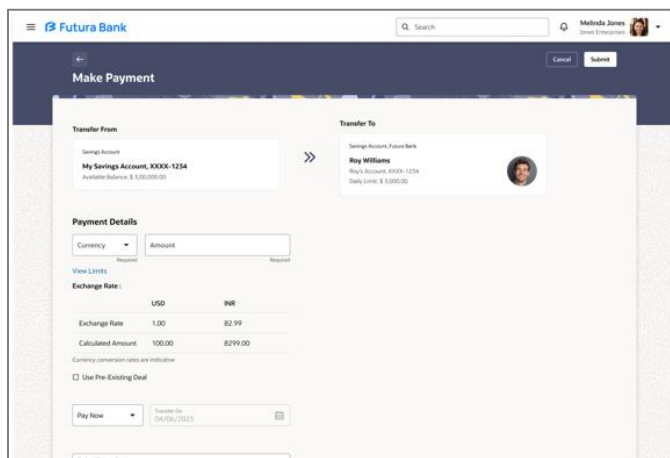 Futura Bank
Search
Melinda Jones
Jones Enterprises
Cancel
Submit
Make Payment
Transfer From
Transfer To
Savings Account
My Savings Account, XXXX-1234
Available Balance: $ 3,00,000.00
Savings Account, Futura Bank
Roy Williams
Roy's Account, XXXX-1234
Daily Limit: $ 3,000.00
Payment Details
Currency
Amount
Required
Required
View Limits
Exchange Rate :
USD INR
Exchange Rate 1.00 82.99
Calculated Amount 100.00 8299.00
Currency conversion rates are indicative
Use Pre-Existing Deal
Pay Now
Transfer On
04/06/2023